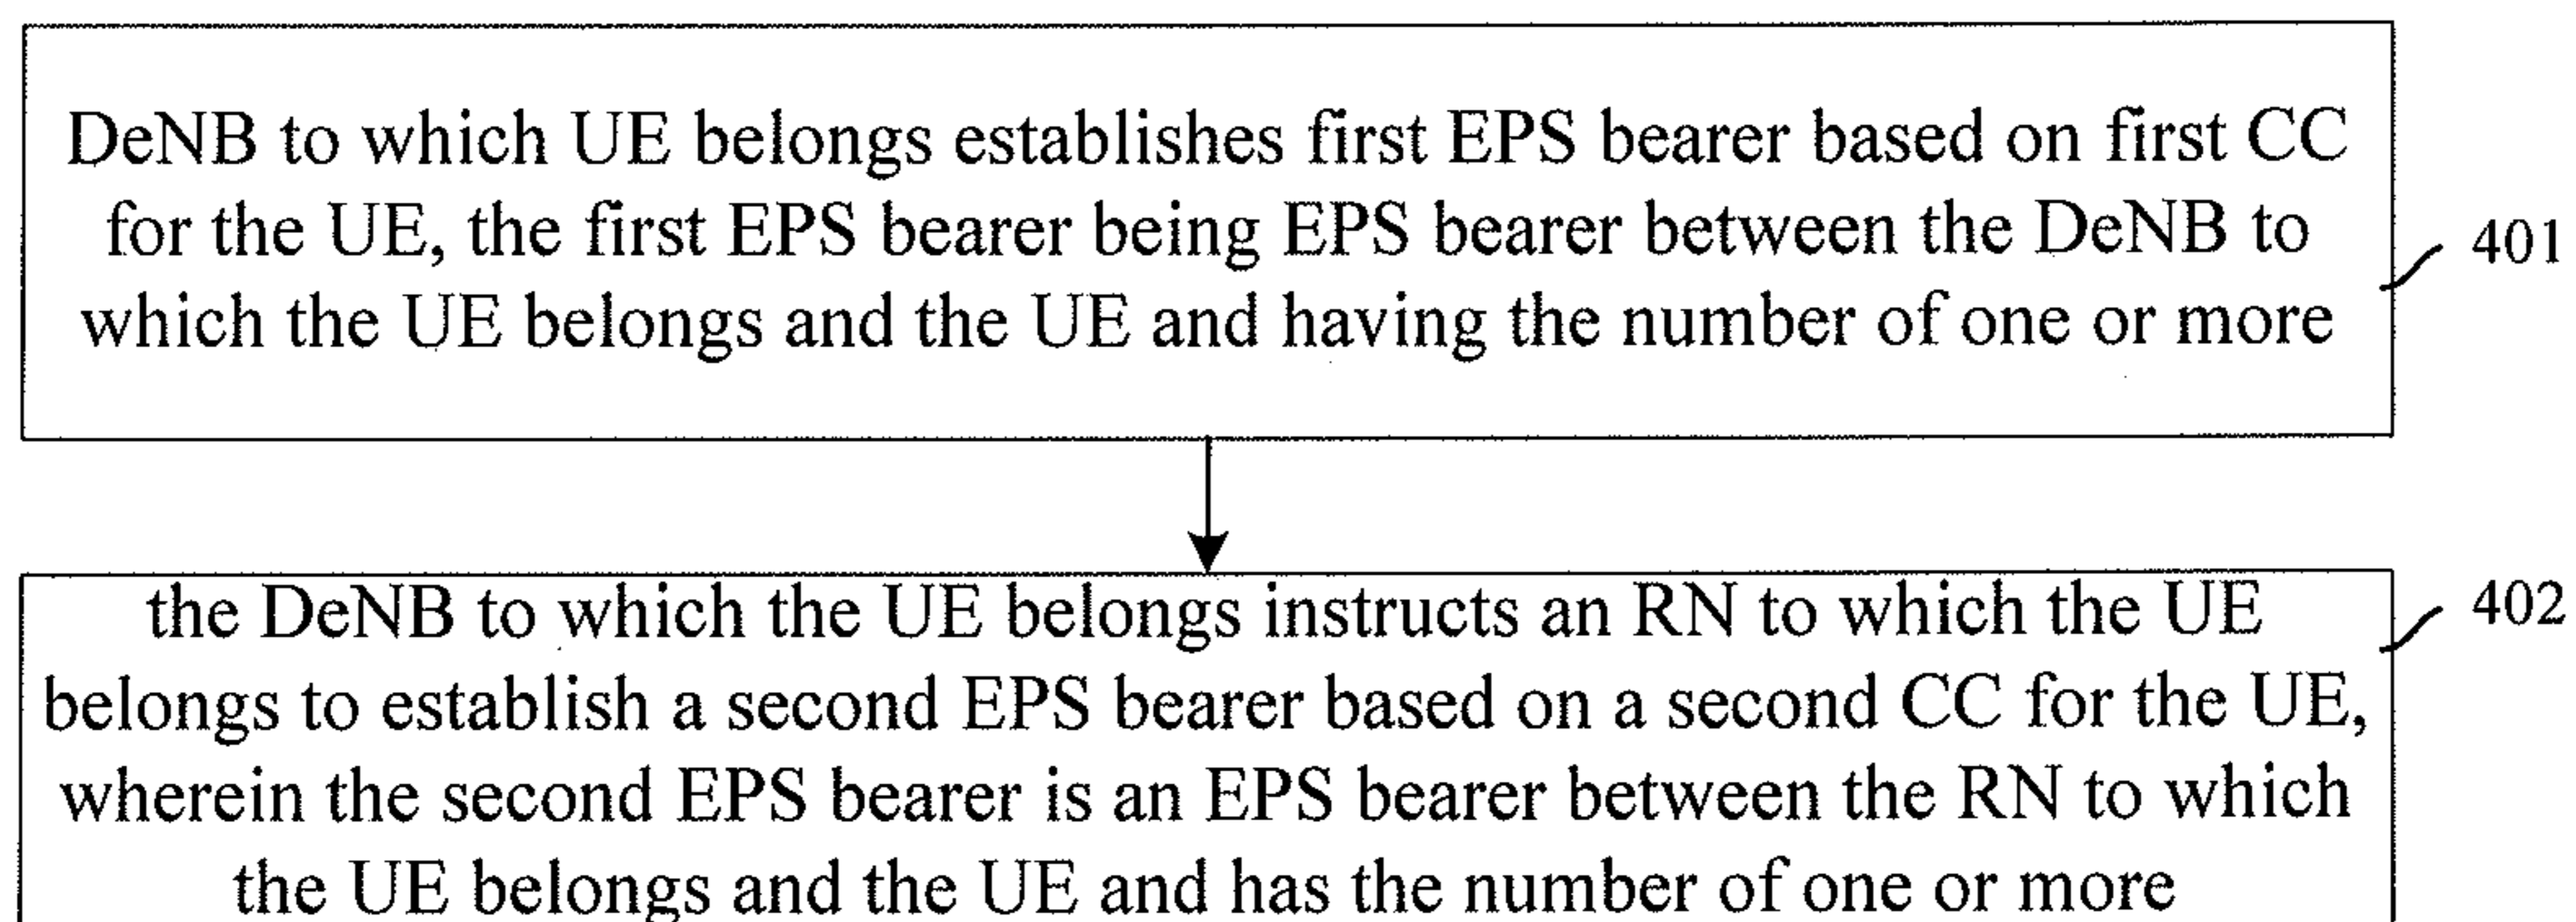 DeNB to which UE belongs establishes first EPS bearer based on first CC
for the UE, the first EPS bearer being EPS bearer between the DeNB to
which the UE belongs and the UE and having the number of one or more
401
the DeNB to which the UE belongs instructs an RN to which the UE
belongs to establish a second EPS bearer based on a second CC for the UE,
wherein the second EPS bearer is an EPS bearer between the RN to which
the UE belongs and the UE and has the number of one or more
402